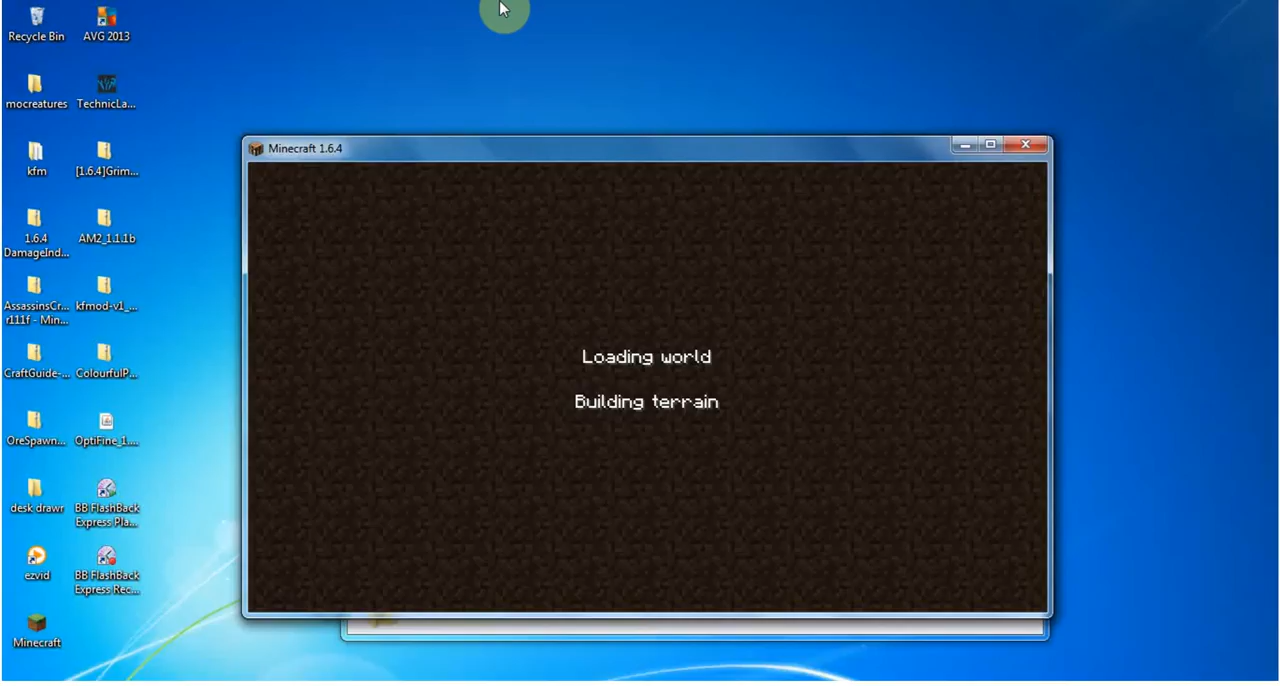 Recycle Bin
AVG 2013
mocreatures
TechnicLa...
kfm
[1.6.4]Grim...
1.6.4
DamageInd...
AM2_1.1.1b
AssassinsCr...
r111f - Min...
kfmod-v1_...
CraftGuide-...
ColourfulP...
OreSpawn...
OptiFine_1....
desk drawr
BB FlashBack
Express Pla...
ezvid
BB FlashBack
Express Rec...
Minecraft
Minecraft 1.6.4
Loading world
Building terrain